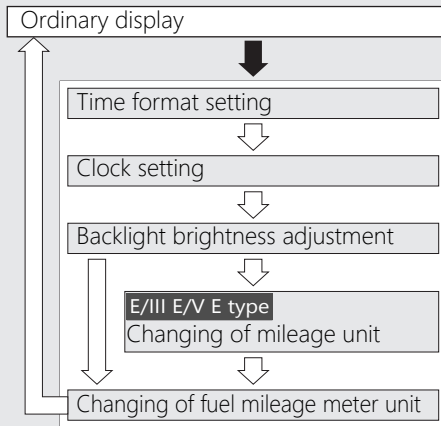 Ordinary display
Time format setting
Clock setting
Backlight brightness adjustment
E/III E/V E type
Changing of mileage unit
Changing of fuel mileage meter unit